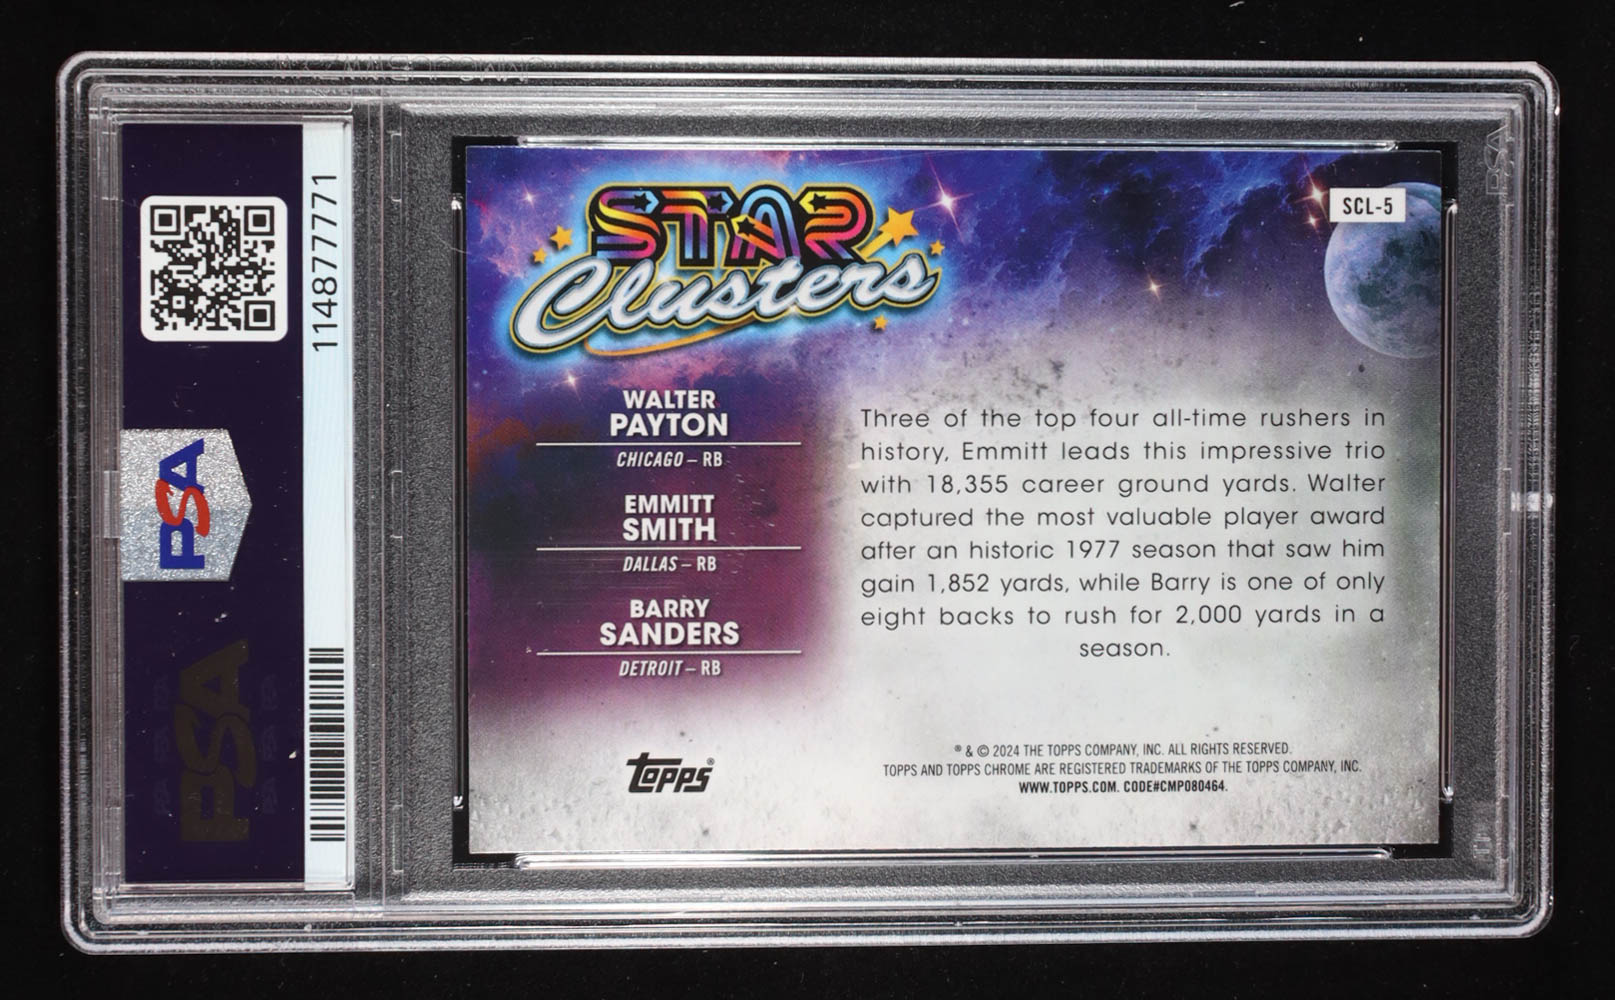 114877771
PSA
PSA
STAR
Clusters
SCL-5
WALTER
PAYTON
CHICAGO – RB
EMMITT
SMITH
DALLAS – RB
BARRY
SANDERS
DETROIT – RB
Three of the top four all-time rushers in
history, Emmitt leads this impressive trio
with 18,355 career ground yards. Walter
captured the most valuable player award
after an historic 1977 season that saw him
gain 1,852 yards, while Barry is one of only
eight backs to rush for 2,000 yards in a
season.
topps®
® & © 2024 THE TOPPS COMPANY, INC. ALL RIGHTS RESERVED.
TOPPS AND TOPPS CHROME ARE REGISTERED TRADEMARKS OF THE TOPPS COMPANY, INC.
WWW.TOPPS.COM. CODE#CMP080464.
PSA